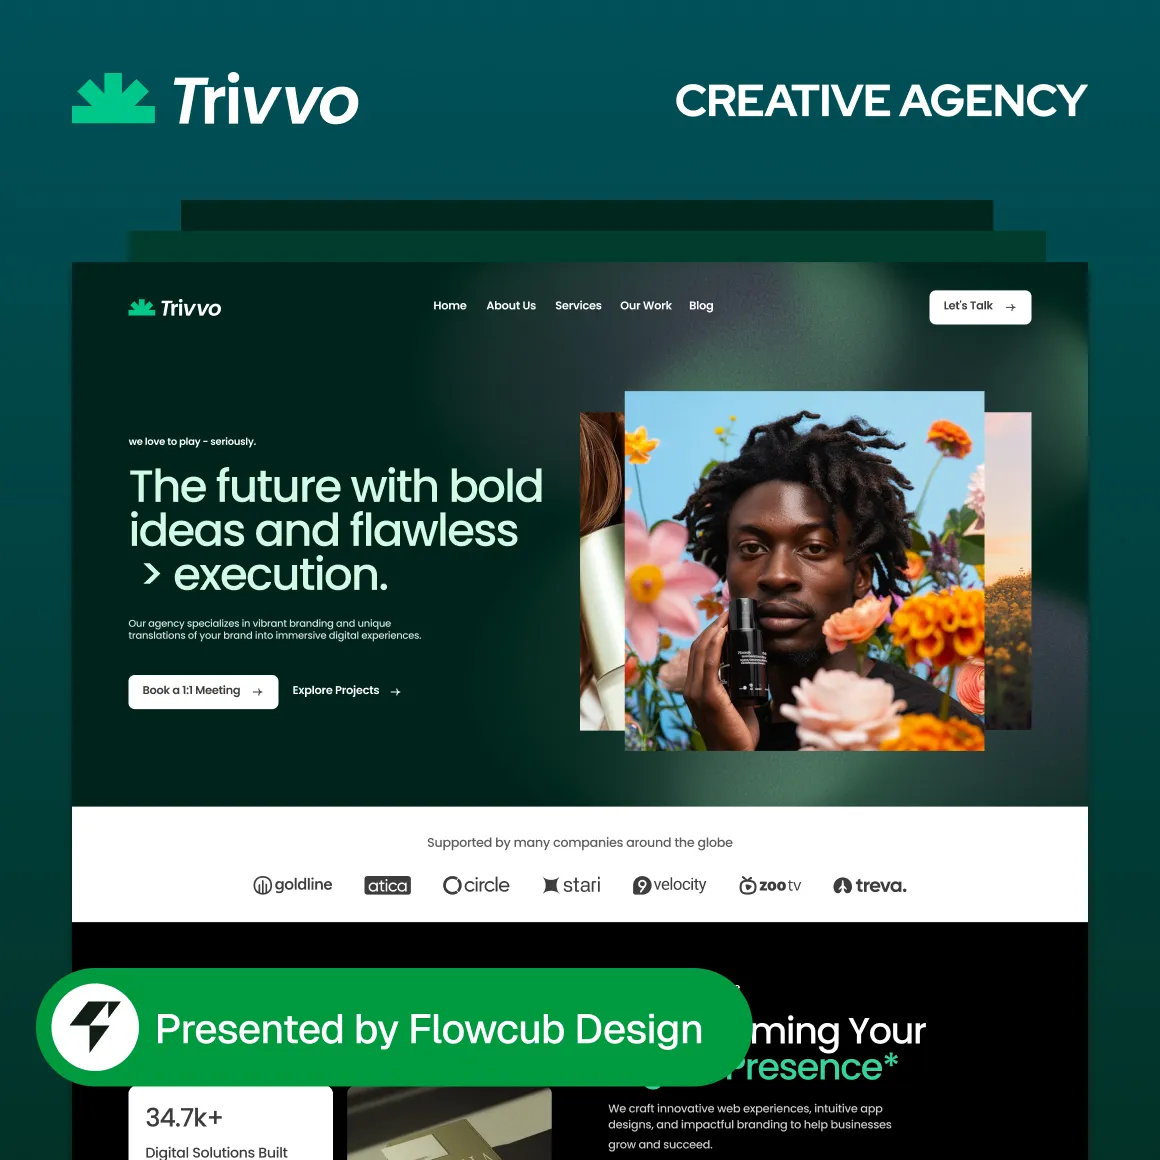 Trivvo
CREATIVE AGENCY
Trivvo
Home
About Us
Services
Our Work
Blog
Let's Talk
we love to play - seriously.
The future with bold
ideas and flawless
> execution.
Our agency specializes in vibrant branding and unique
translations of your brand into immersive digital experiences.
Book a 1:1 Meeting
Explore Projects
Supported by many companies around the globe
goldline
atica
circle
stari
velocity
zoo tv
treva.
Presented by Flowcub Design
ming Your
Presence*
We craft innovative web experiences, intuitive app
designs, and impactful branding to help businesses
grow and succeed.
34.7k+
Digital Solutions Built